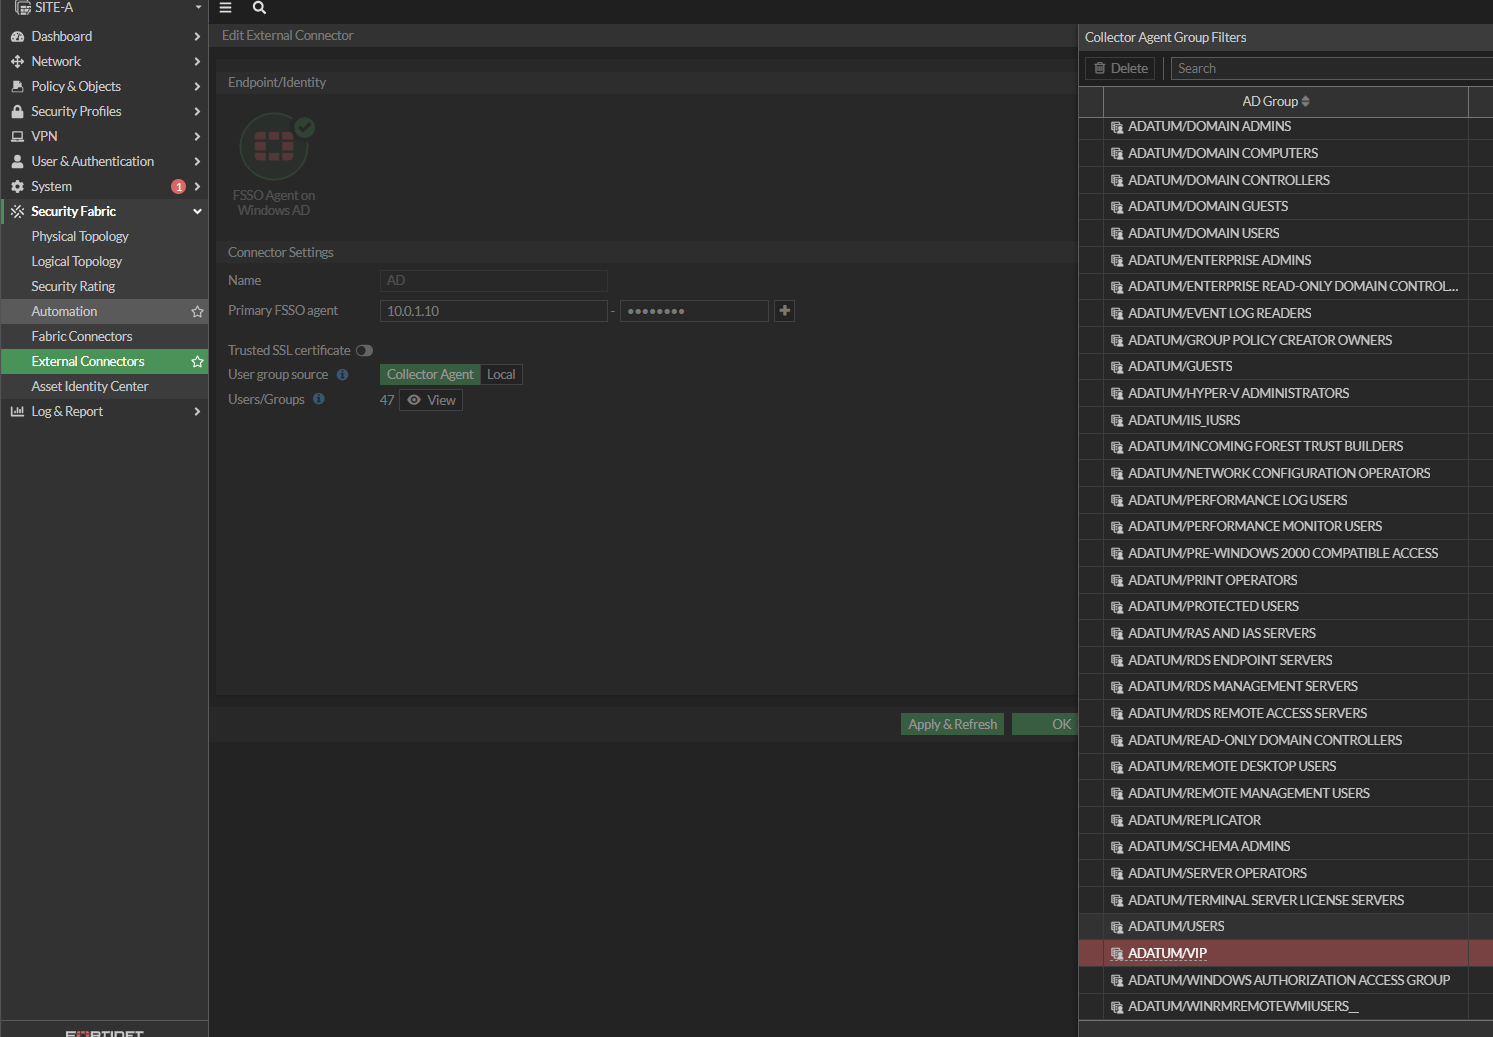 SITE-A
Dashboard
Network
Policy & Objects
Security Profiles
VPN
User & Authentication
System 1
Security Fabric
Physical Topology
Logical Topology
Security Rating
Automation
Fabric Connectors
External Connectors
Asset Identity Center
Log & Report
FORTINET
Edit External Connector
Endpoint/Identity
FSSO Agent on
Windows AD
Connector Settings
Name AD
Primary FSSO agent 10.0.1.10 - ••••••••
Trusted SSL certificate
User group source Collector Agent Local
Users/Groups 47 View
Apply & Refresh OK
Collector Agent Group Filters
Delete Search
AD Group
ADATUM/DOMAIN ADMINS
ADATUM/DOMAIN COMPUTERS
ADATUM/DOMAIN CONTROLLERS
ADATUM/DOMAIN GUESTS
ADATUM/DOMAIN USERS
ADATUM/ENTERPRISE ADMINS
ADATUM/ENTERPRISE READ-ONLY DOMAIN CONTROL...
ADATUM/EVENT LOG READERS
ADATUM/GROUP POLICY CREATOR OWNERS
ADATUM/GUESTS
ADATUM/HYPER-V ADMINISTRATORS
ADATUM/IIS_IUSRS
ADATUM/INCOMING FOREST TRUST BUILDERS
ADATUM/NETWORK CONFIGURATION OPERATORS
ADATUM/PERFORMANCE LOG USERS
ADATUM/PERFORMANCE MONITOR USERS
ADATUM/PRE-WINDOWS 2000 COMPATIBLE ACCESS
ADATUM/PRINT OPERATORS
ADATUM/PROTECTED USERS
ADATUM/RAS AND IAS SERVERS
ADATUM/RDS ENDPOINT SERVERS
ADATUM/RDS MANAGEMENT SERVERS
ADATUM/RDS REMOTE ACCESS SERVERS
ADATUM/READ-ONLY DOMAIN CONTROLLERS
ADATUM/REMOTE DESKTOP USERS
ADATUM/REMOTE MANAGEMENT USERS
ADATUM/REPLICATOR
ADATUM/SCHEMA ADMINS
ADATUM/SERVER OPERATORS
ADATUM/TERMINAL SERVER LICENSE SERVERS
ADATUM/USERS
ADATUM/VIP
ADATUM/WINDOWS AUTHORIZATION ACCESS GROUP
ADATUM/WINRMREMOTEWMIUSERS__